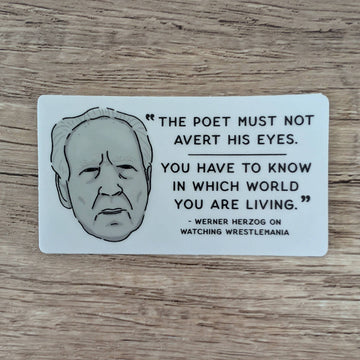 “THE POET MUST NOT
AVERT HIS EYES.
YOU HAVE TO KNOW
IN WHICH WORLD
YOU ARE LIVING.”
- WERNER HERZOG ON
WATCHING WRESTLEMANIA